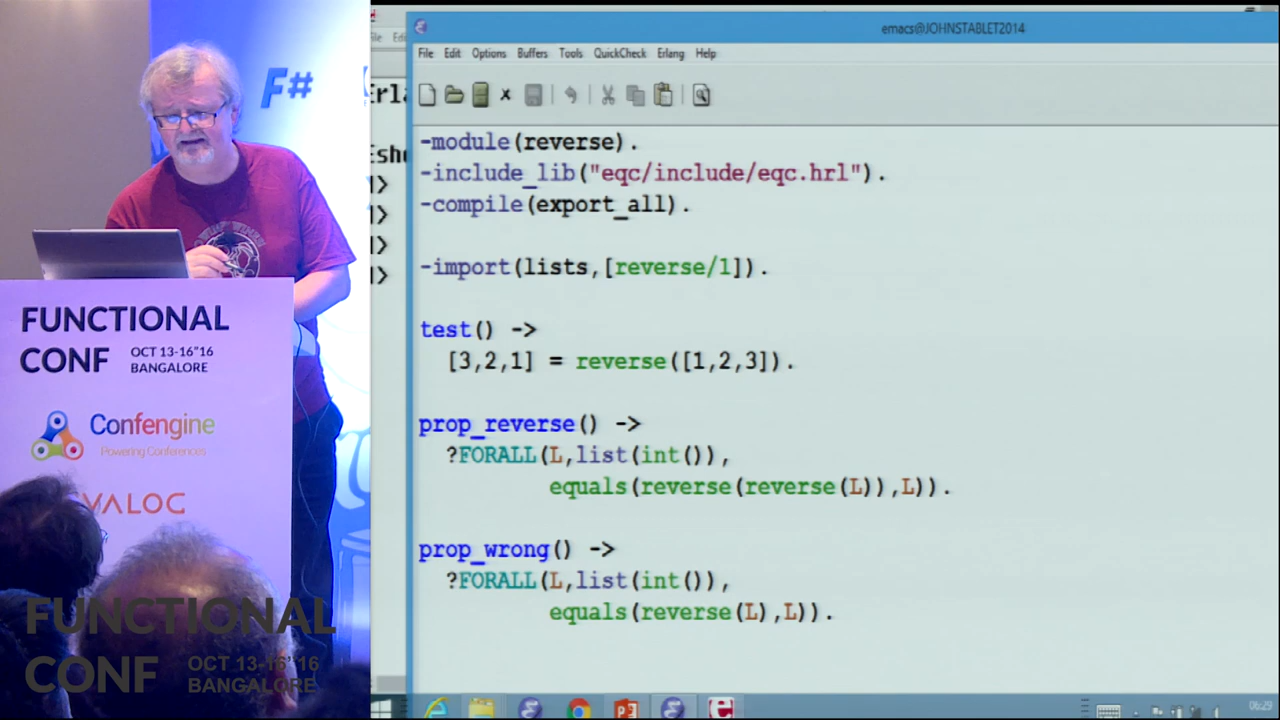 emacs@JOHNSTABLET2014
File Edit Options Buffers Tools QuickCheck Erlang Help
-module(reverse).
-include_lib("eqc/include/eqc.hrl").
-compile(export_all).
-import(lists,[reverse/1]).
test() ->
[3,2,1] = reverse([1,2,3]).
prop_reverse() ->
?FORALL(L,list(int()),
equals(reverse(reverse(L)),L)).
prop_wrong() ->
?FORALL(L,list(int()),
equals(reverse(L),L)).
06:29
File
F#
FUNCTIONAL
CONF
OCT 13-16"16
BANGALORE
Confengine
Powering Conferences
FUNCTIONAL
CONF
OCT 13-16"16
BANGALORE